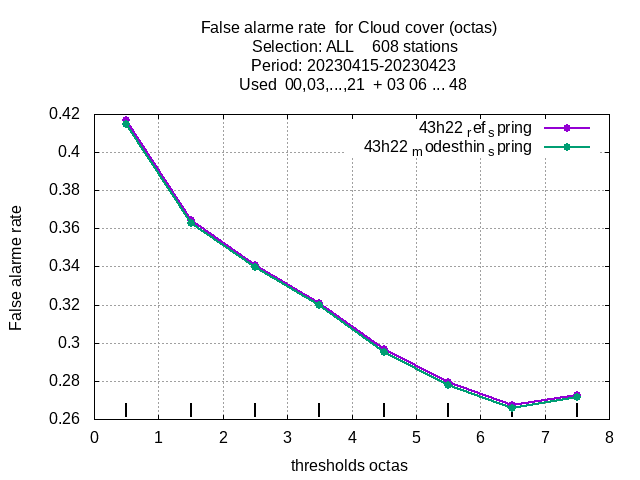 False alarme rate  for Cloud cover (octas)
Selection: ALL    608 stations
Period: 20230415-20230423
Used  00,03,...,21  + 03 06 ... 48
43h22 ref spring
43h22 modesthin spring
0.42
0.4
0.38
0.36
0.34
0.32
0.3
0.28
0.26
False alarme rate
0 1 2 3 4 5 6 7 8
thresholds octas